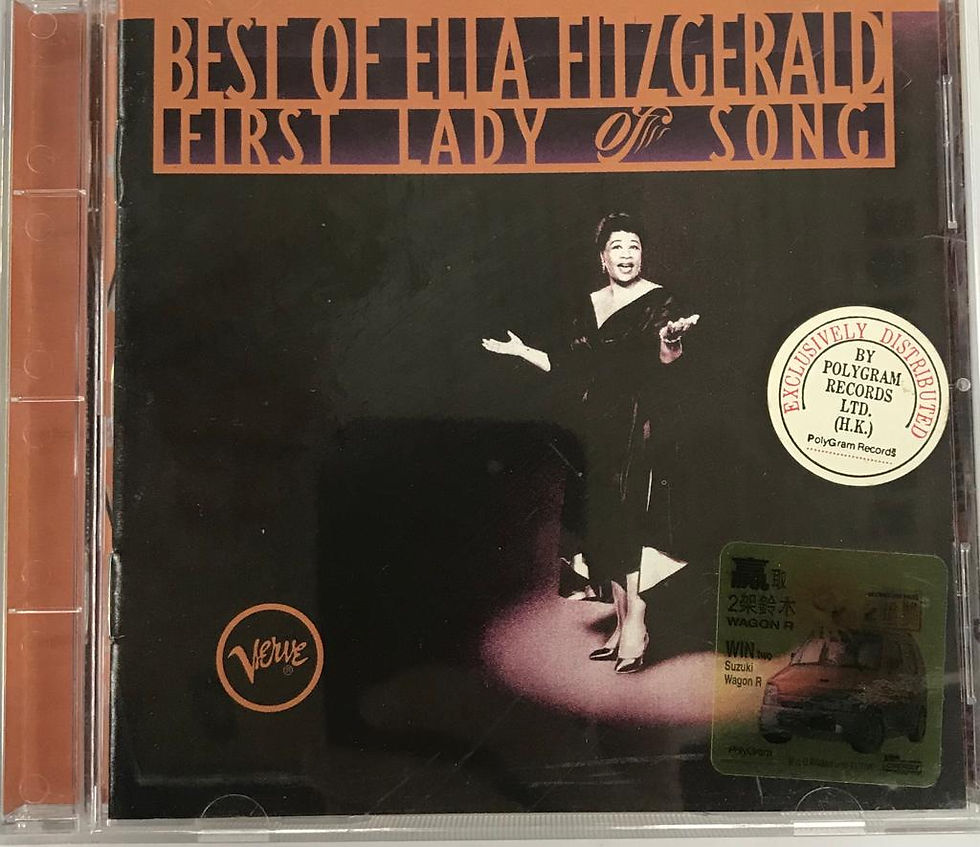 BEST OF ELLA FITZGERALD
FIRST LADY of SONG
EXCLUSIVELY DISTRIBUTED
BY
POLYGRAM
RECORDS
LTD.
(H.K.)
PolyGram Records
贏取
2架鈴木
WAGON R
WIN two
Suzuki
Wagon R
PolyGram
Verve
®